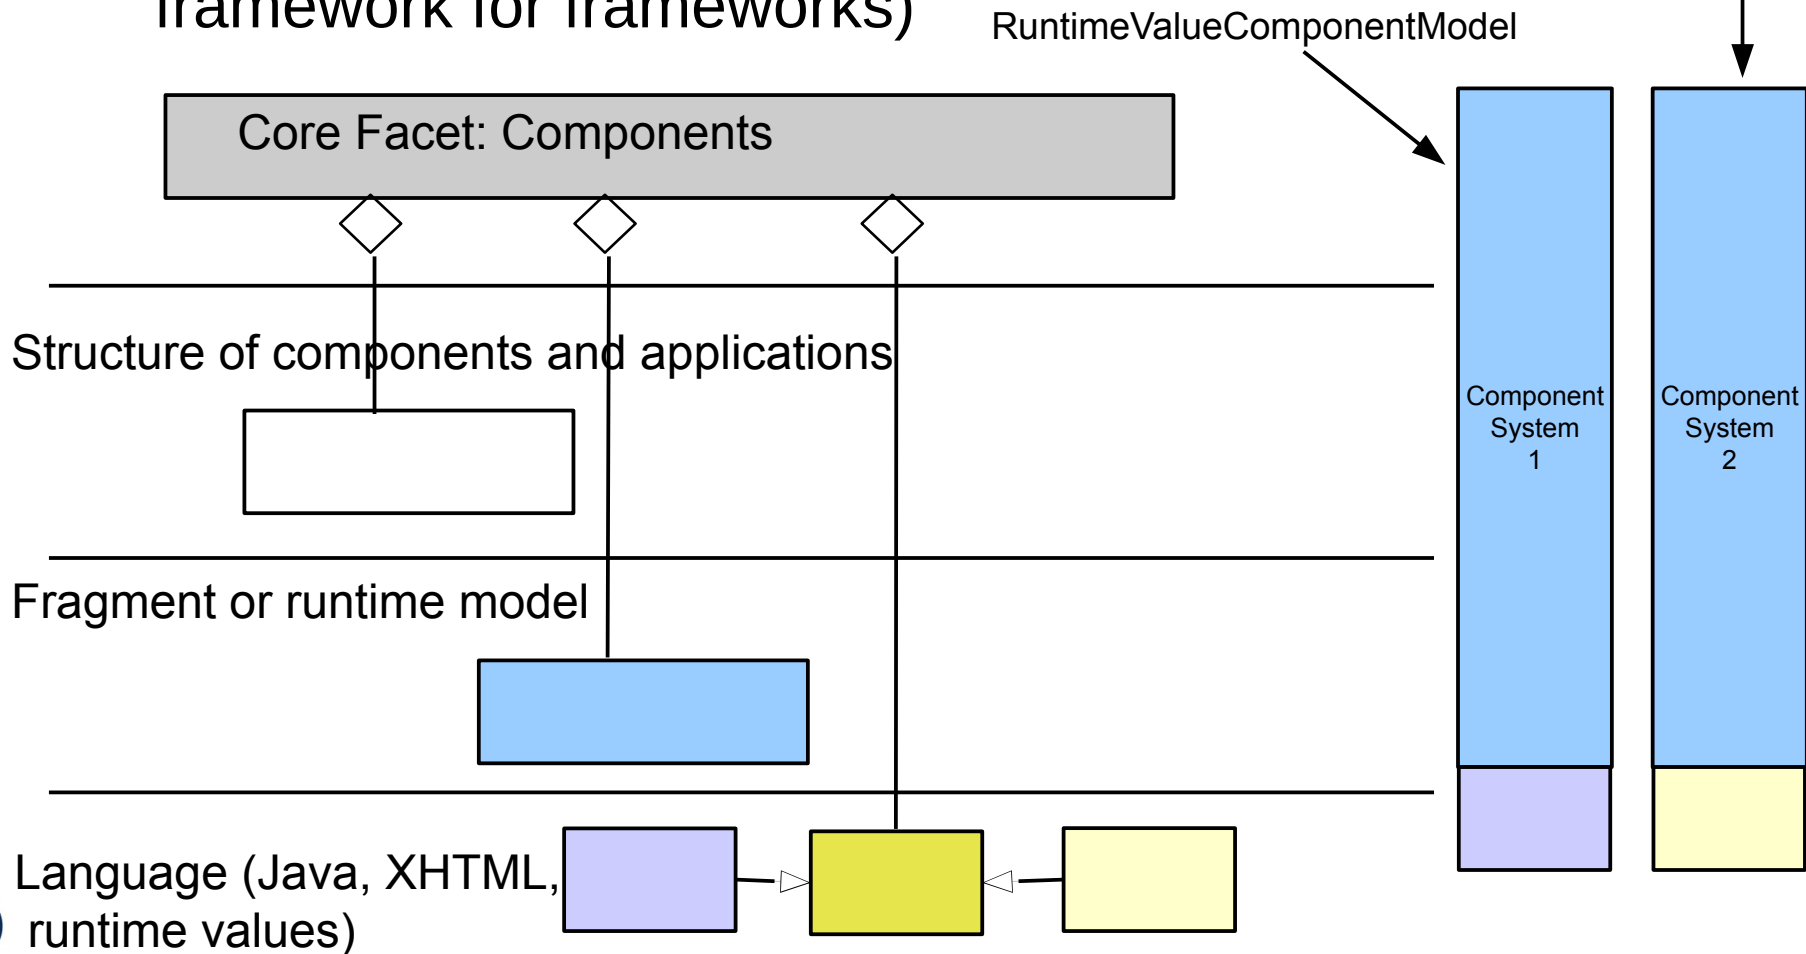 framework for frameworks)
RuntimeValueComponentModel
Core Facet: Components
Structure of components and applications
Component
System
1
Component
System
2
Fragment or runtime model
Language (Java, XHTML,
runtime values)